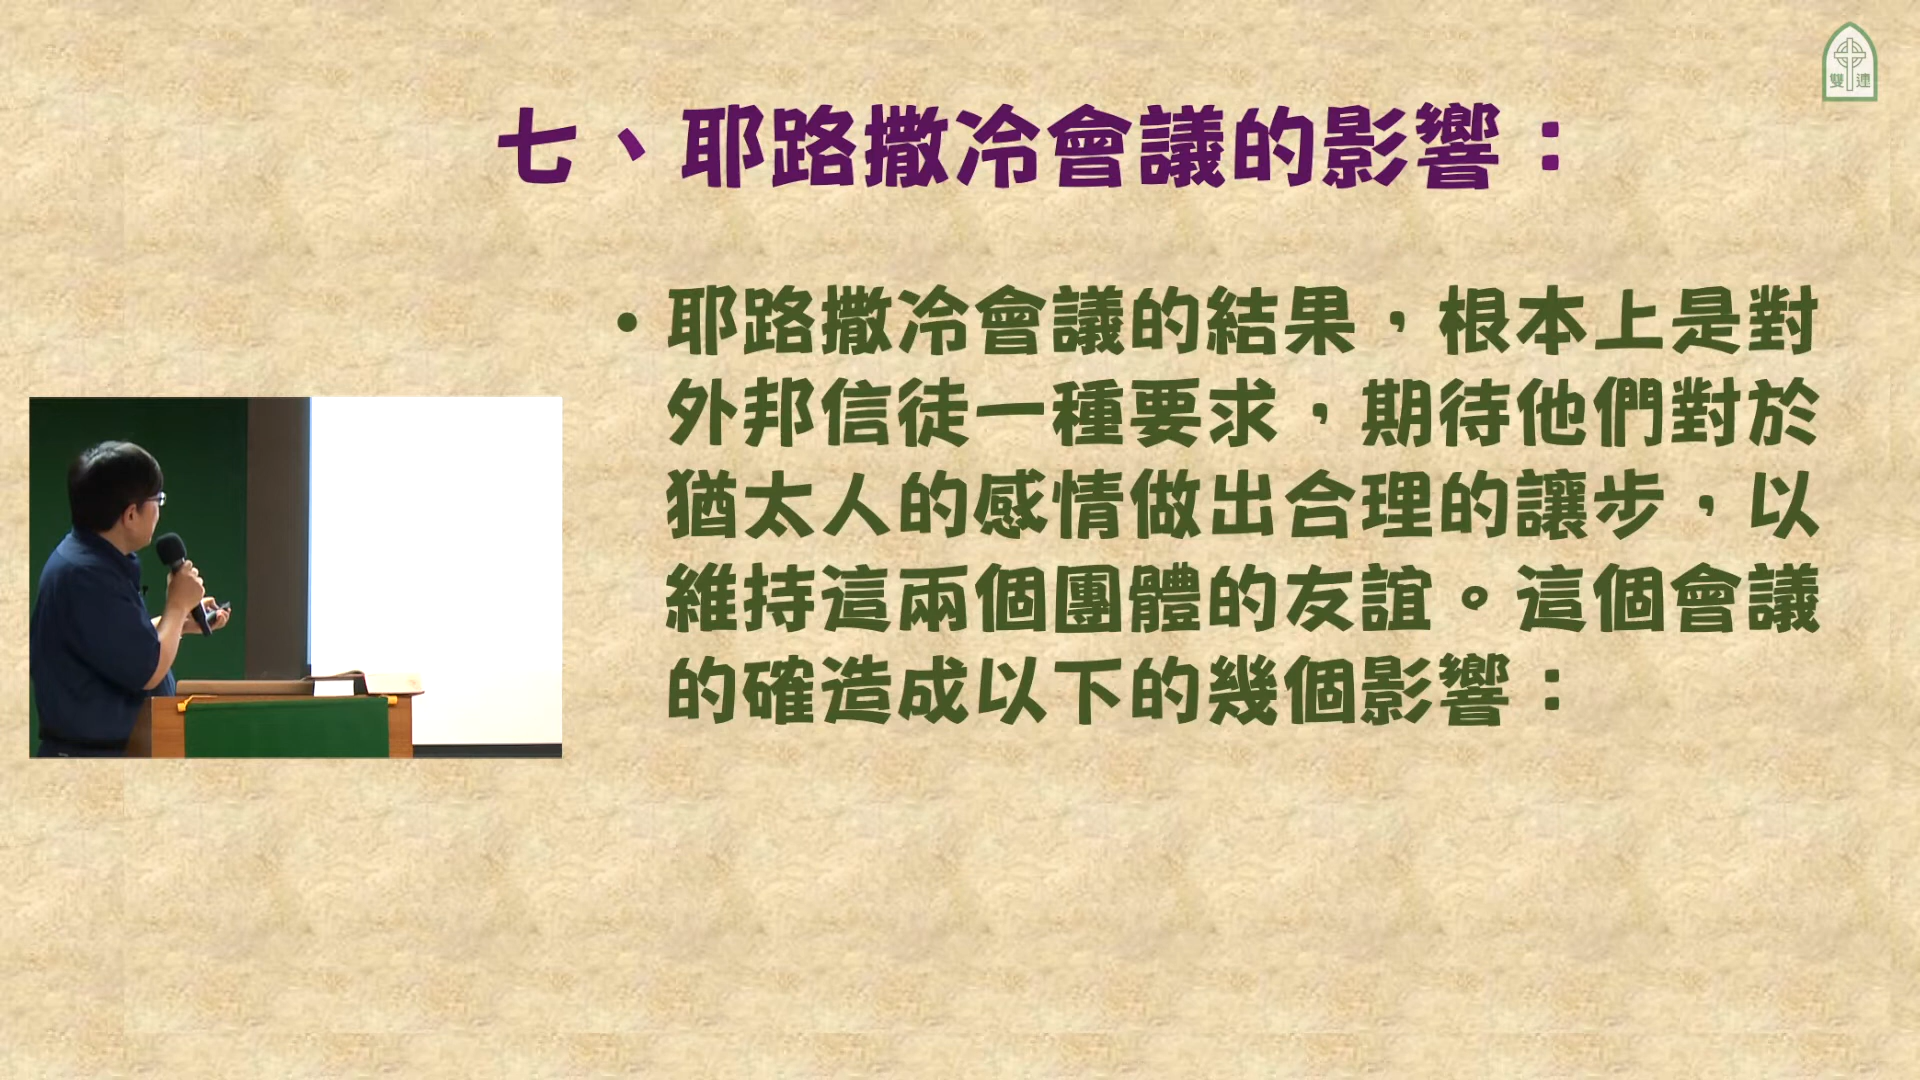 雙連
七、耶路撒冷會議的影響：
• 耶路撒冷會議的結果，根本上是對
外邦信徒一種要求，期待他們對於
猶太人的感情做出合理的讓步，以
維持這兩個團體的友誼。這個會議
的確造成以下的幾個影響：